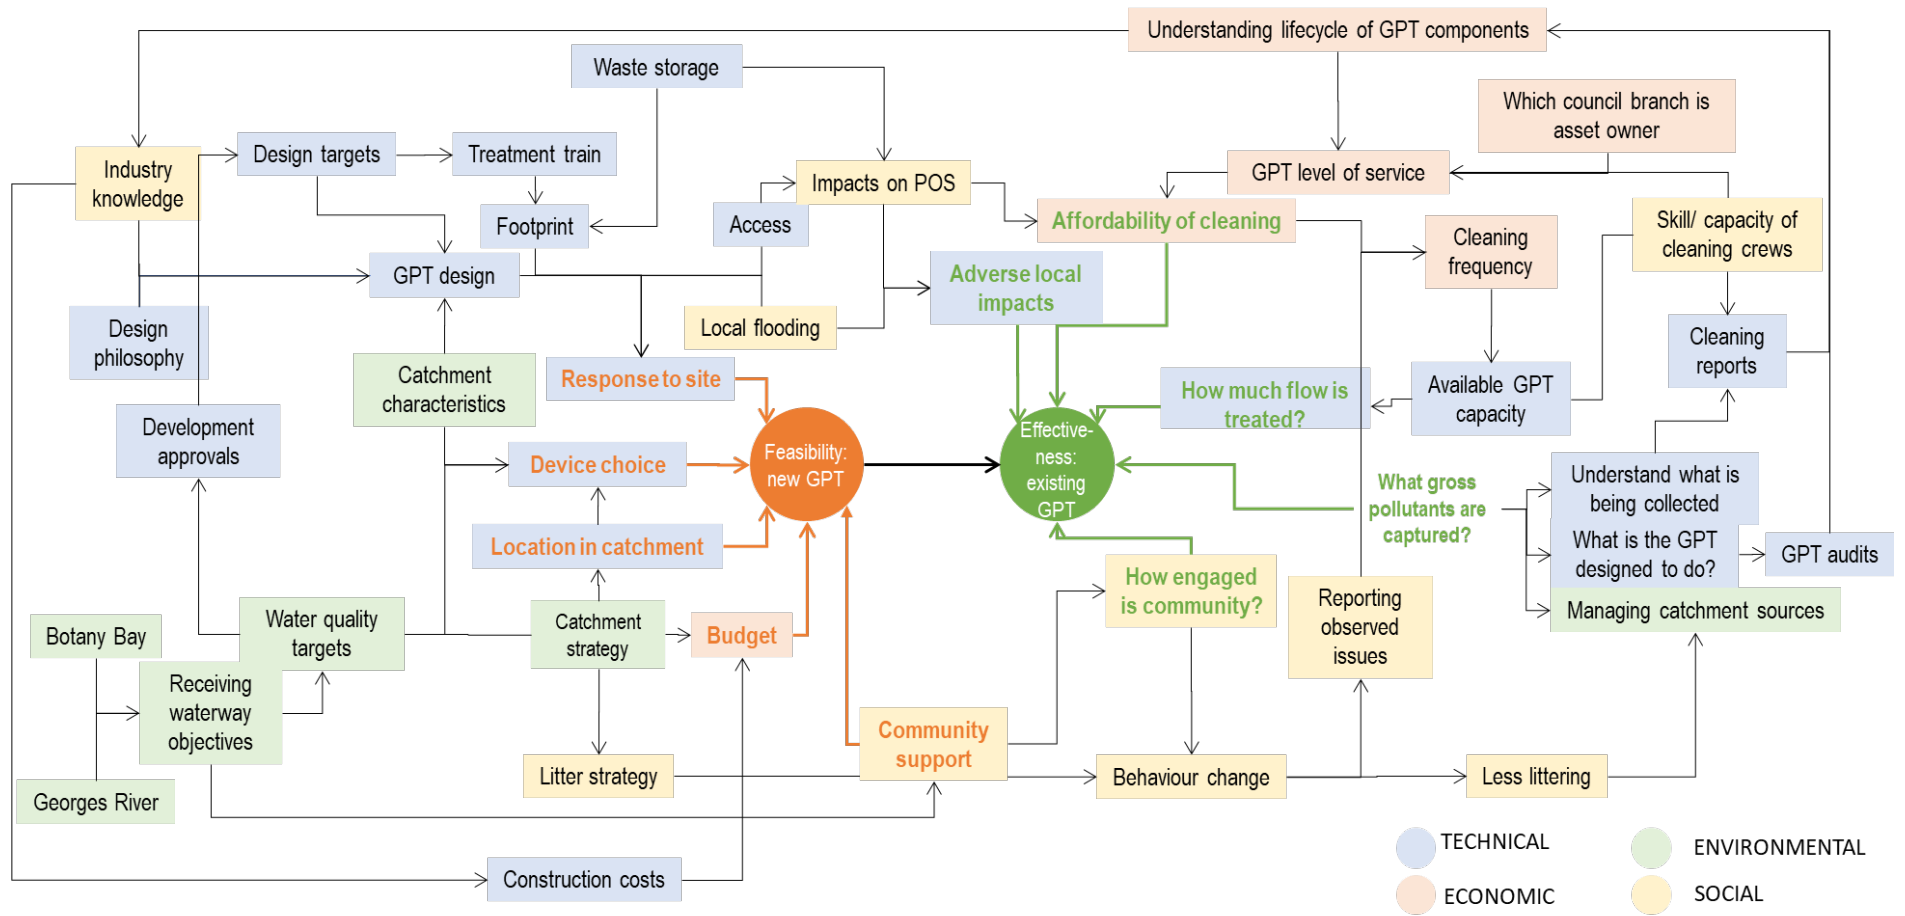 Understanding lifecycle of GPT components
Waste storage
Which council branch is
asset owner
Design targets
Treatment train
Industry
knowledge
Impacts on POS
GPT level of service
Footprint
Access
Affordability of cleaning
Skill/ capacity of
cleaning crews
Cleaning
frequency
GPT design
Adverse local
impacts
Design
philosophy
Local flooding
Cleaning
reports
Catchment
characteristics
Response to site
How much flow is
treated?
Available GPT
capacity
Development
approvals
Device choice
Feasibility:
new GPT
Effective-
ness:
existing
GPT
What gross
pollutants are
captured?
Understand what is
being collected
Location in catchment
What is the GPT
designed to do?
GPT audits
How engaged
is community?
Reporting
observed
issues
Managing catchment sources
Botany Bay
Water quality
targets
Catchment
strategy
Budget
Receiving
waterway
objectives
Community
support
Georges River
Litter strategy
Behaviour change
Less littering
Construction costs
TECHNICAL
ENVIRONMENTAL
ECONOMIC
SOCIAL